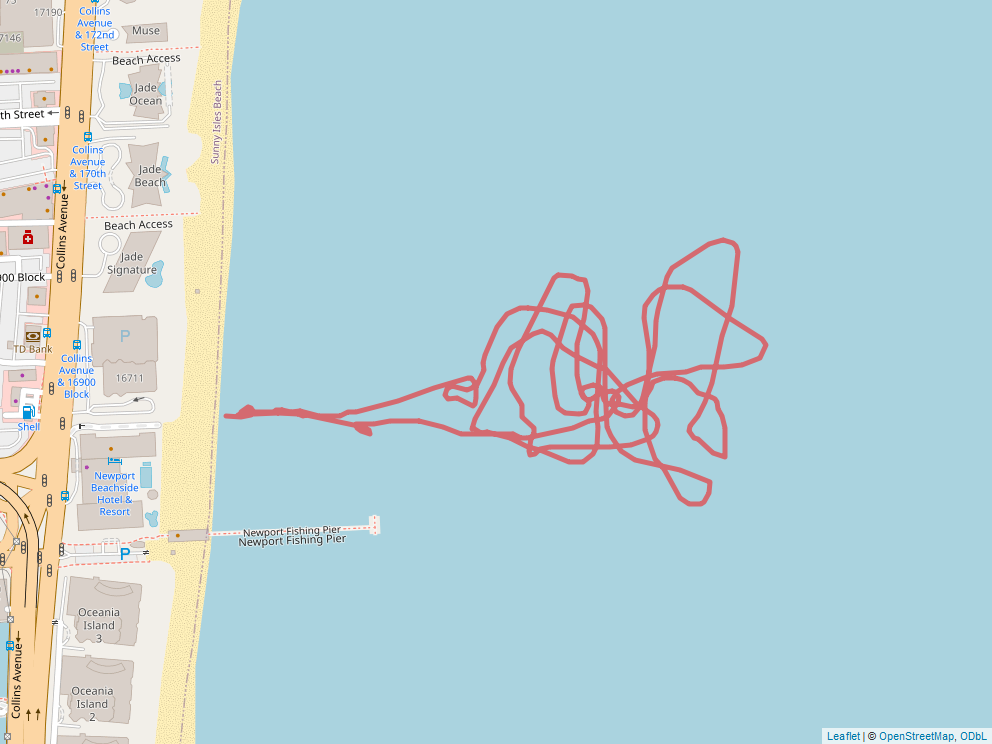 17190
Collins
Avenue
& 172nd
Street
Muse
7146
Beach Access
Jade
Ocean
th Street
Sunny Isles Beach
Collins
Avenue
& 170th
Street
Jade
Beach
Collins Avenue
Beach Access
Jade
Signature
900 Block
P
TD Bank
Collins
Avenue
& 16900
Block
16711
Shell
Newport
Beachside
Hotel &
Resort
Newport Fishing Pier
Newport Fishing Pier
P
Oceania
Island
3
Collins Avenue
Oceania
Island
2
Leaflet | © OpenStreetMap, ODbL